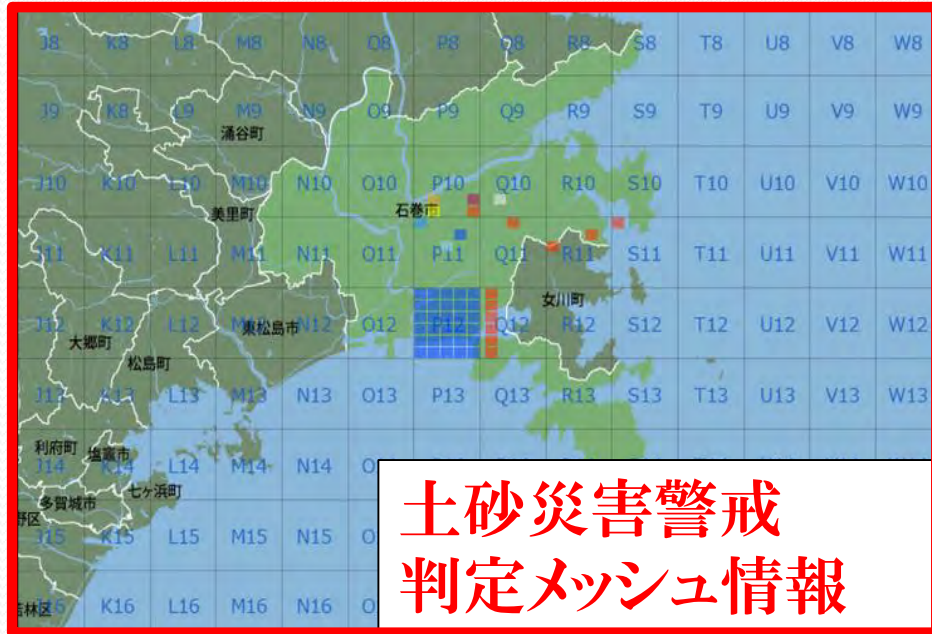 J8 K8 L8 M8 N8 O8 P8 Q8 R8 S8 T8 U8 V8 W8
J9 K8 L9 M9 N9 O9 P9 Q9 R9 S9 T9 U9 V9 W9
涌谷町
J10 K10 L10 M10 N10 O10 P10 Q10 R10 S10 T10 U10 V10 W10
美里町 石巻市
J11 K11 L11 M11 N11 O11 P11 Q11 R11 S11 T11 U11 V11 W11
女川町
J12 K12 L12 東松島市 N12 O12 P12 Q12 R12 S12 T12 U12 V12 W12
大郷町
松島町
J13 K13 L13 M13 N13 O13 P13 Q13 R13 S13 T13 U13 V13 W13
利府町 塩竈市
J14 K14 L14 M14 N14
七ヶ浜町
多賀城市
野区
J15 K15 L15 M15 N15
若林区 K16 L16 M16 N16
土砂災害警戒
判定メッシュ情報